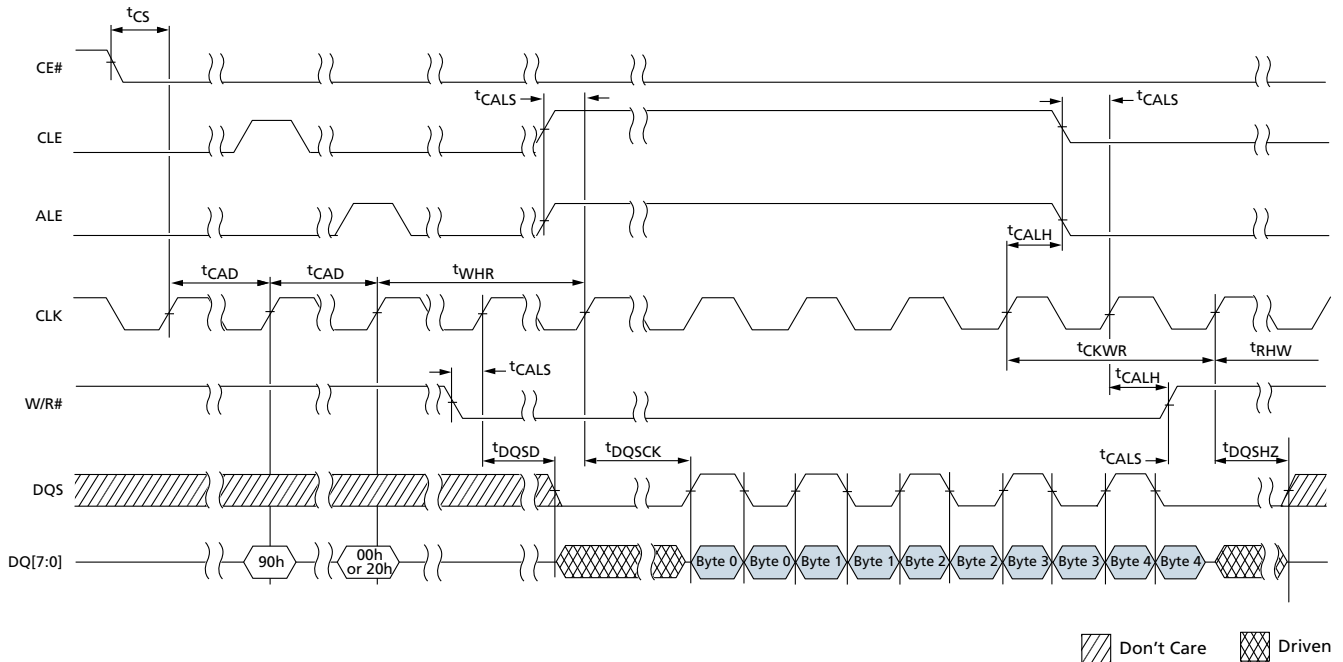 tCS
CE#
tCALS
tCALS
CLE
ALE
tCALH
tCAD
tCAD
tWHR
CLK
tCKWR
tRHW
tCALS
tCALH
W/R#
tDQSD
tDQSCK
tCALS
tDQSHZ
DQS
DQ[7:0]
90h
00h
or 20h
Byte 0
Byte 0
Byte 1
Byte 1
Byte 2
Byte 2
Byte 3
Byte 3
Byte 4
Byte 4
Don't Care
Driven